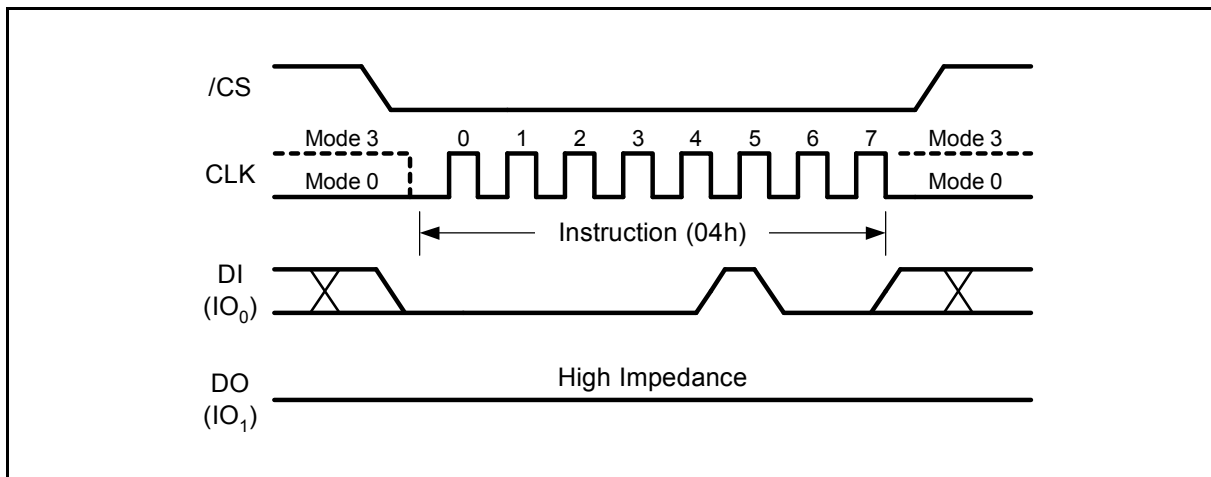 /CS
Mode 3 0 1 2 3 4 5 6 7 Mode 3
CLK
Mode 0 Mode 0
Instruction (04h)
DI
(IO₀)
High Impedance
DO
(IO₁)